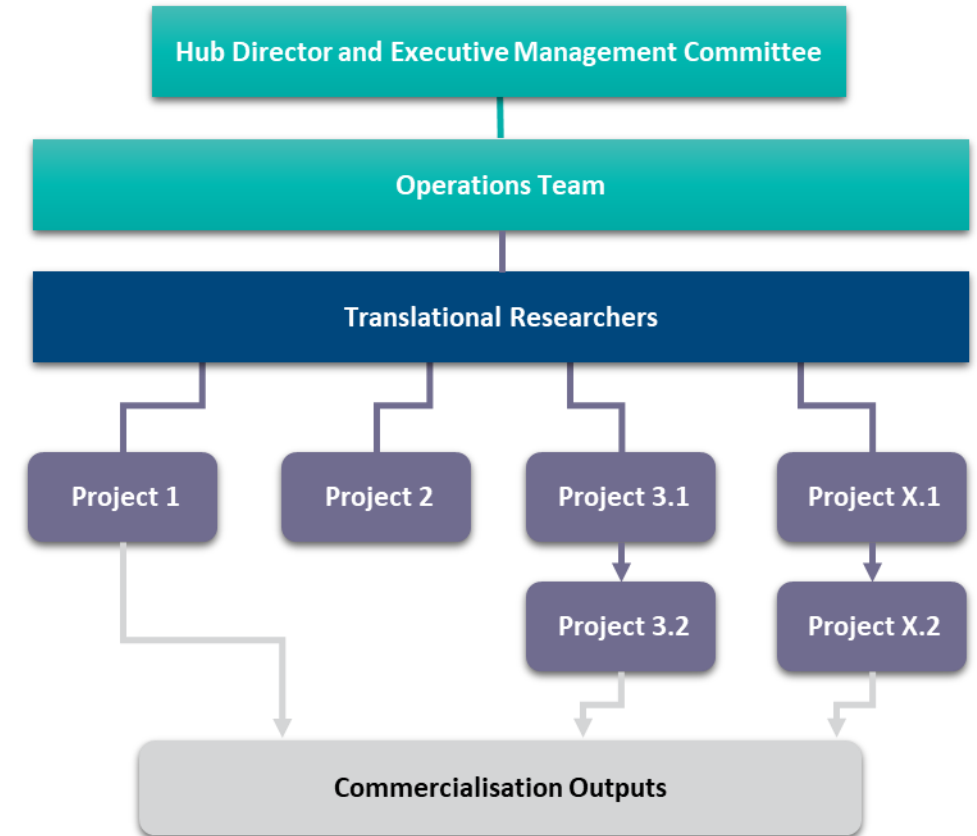 Hub Director and Executive Management Committee
Operations Team
Translational Researchers
Project 1
Project 2
Project 3.1
Project X.1
Project 3.2
Project X.2
Commercialisation Outputs